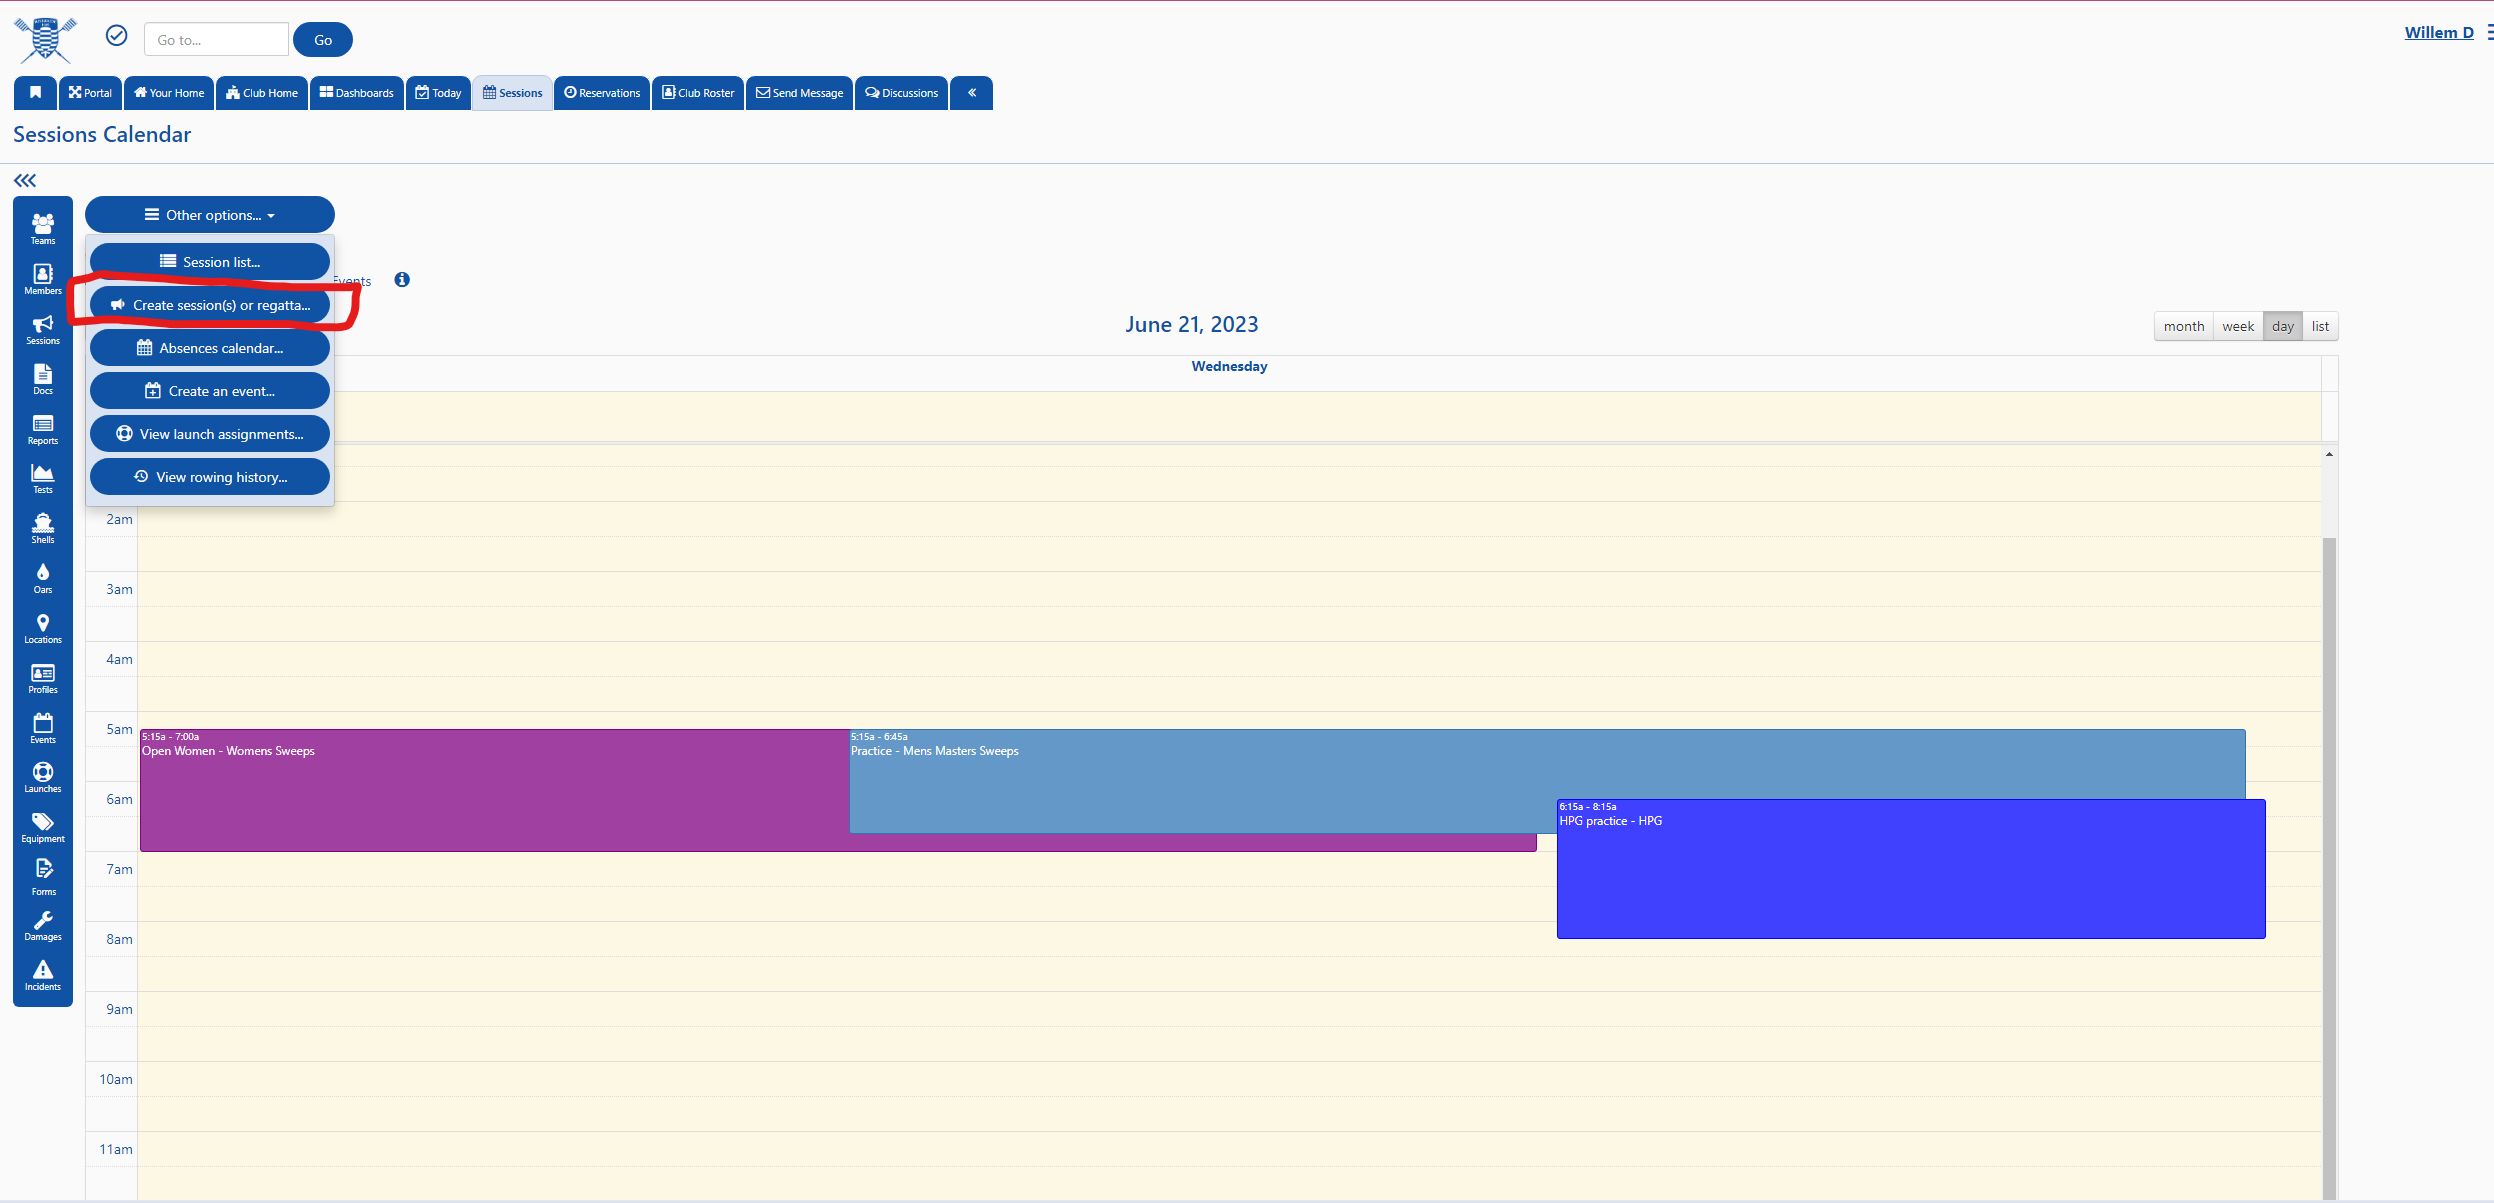 Go to...
Go
Willem D
Portal
Your Home
Club Home
Dashboards
Today
Sessions
Reservations
Club Roster
Send Message
Discussions
Sessions Calendar
Teams
Members
Sessions
Docs
Reports
Tests
Shells
Oars
Locations
Profiles
Events
Launches
Equipment
Forms
Damages
Incidents
Other options...
Session list...
Create session(s) or regatta...
Absences calendar...
Create an event...
View launch assignments...
View rowing history...
Events
June 21, 2023
month
week
day
list
Wednesday
2am
3am
4am
5am
5:15a - 7:00a
Open Women - Womens Sweeps
5:15a - 6:45a
Practice - Mens Masters Sweeps
6am
6:15a - 8:15a
HPG practice - HPG
7am
8am
9am
10am
11am